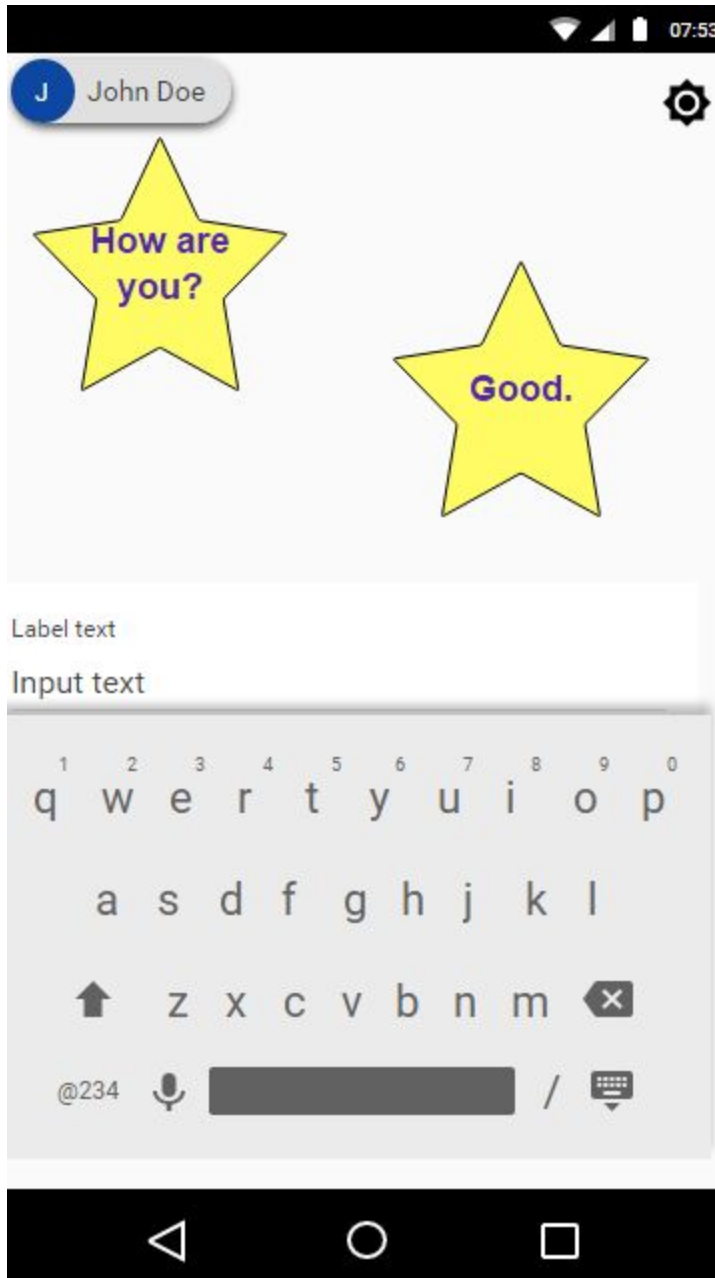 07:53
J John Doe
How are
you?
Good.
Label text
Input text
1 2 3 4 5 6 7 8 9 0
q w e r t y u i o p
a s d f g h j k l
z x c v b n m
@234 /